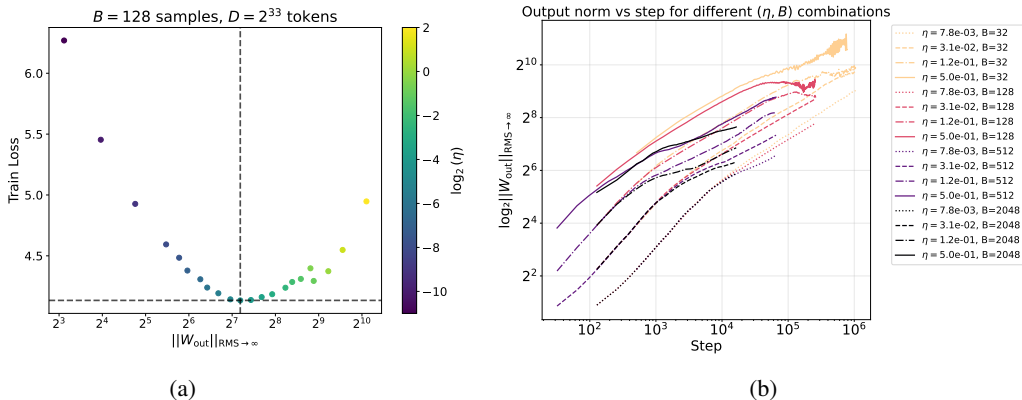 B = 128 samples, D = 2^33 tokens
Train Loss
6.0
5.5
5.0
4.5
2^3 2^4 2^5 2^6 2^7 2^8 2^9 2^10
||W_out||_RMS→∞
2
0
−2
−4
−6
−8
−10
log₂(η)
(a)
Output norm vs step for different (η, B) combinations
log₂||W_out||_RMS→∞
2^10
2^8
2^6
2^4
2^2
10^2 10^3 10^4 10^5 10^6
Step
η = 7.8e-03, B=32
η = 3.1e-02, B=32
η = 1.2e-01, B=32
η = 5.0e-01, B=32
η = 7.8e-03, B=128
η = 3.1e-02, B=128
η = 1.2e-01, B=128
η = 5.0e-01, B=128
η = 7.8e-03, B=512
η = 3.1e-02, B=512
η = 1.2e-01, B=512
η = 5.0e-01, B=512
η = 7.8e-03, B=2048
η = 3.1e-02, B=2048
η = 1.2e-01, B=2048
η = 5.0e-01, B=2048
(b)